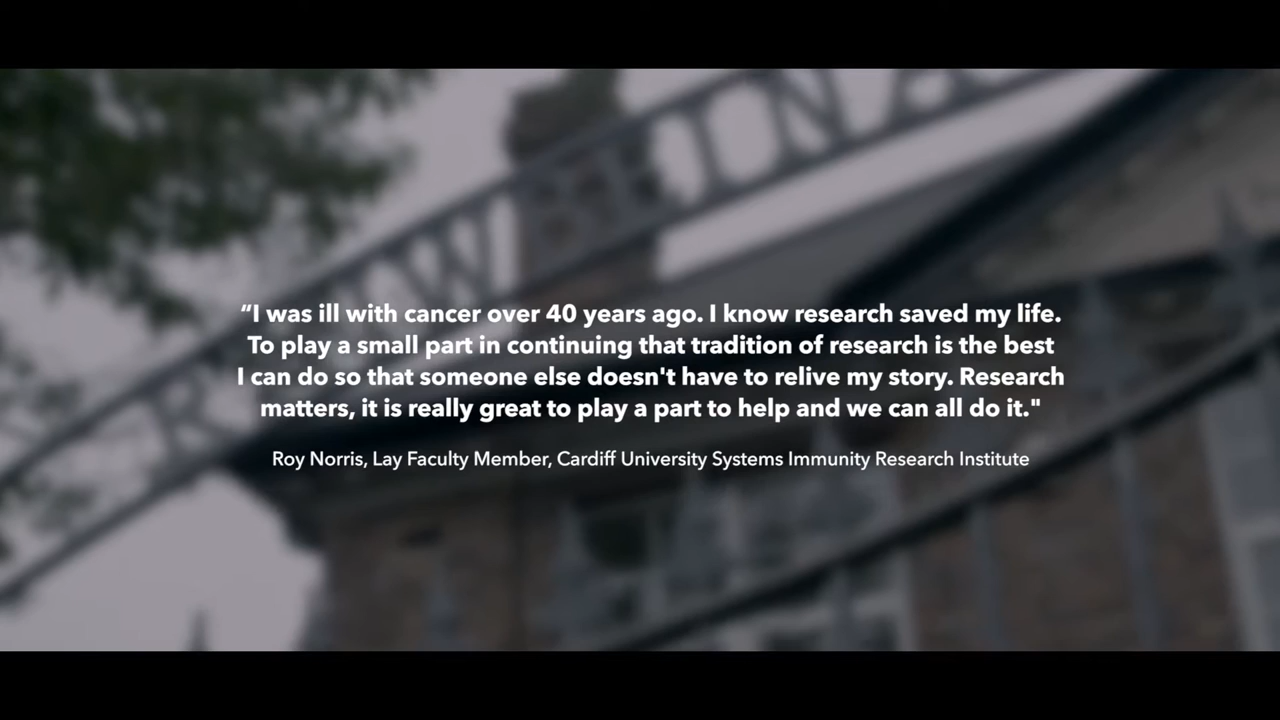 “I was ill with cancer over 40 years ago. I know research saved my life.
To play a small part in continuing that tradition of research is the best
I can do so that someone else doesn't have to relive my story. Research
matters, it is really great to play a part to help and we can all do it."
Roy Norris, Lay Faculty Member, Cardiff University Systems Immunity Research Institute